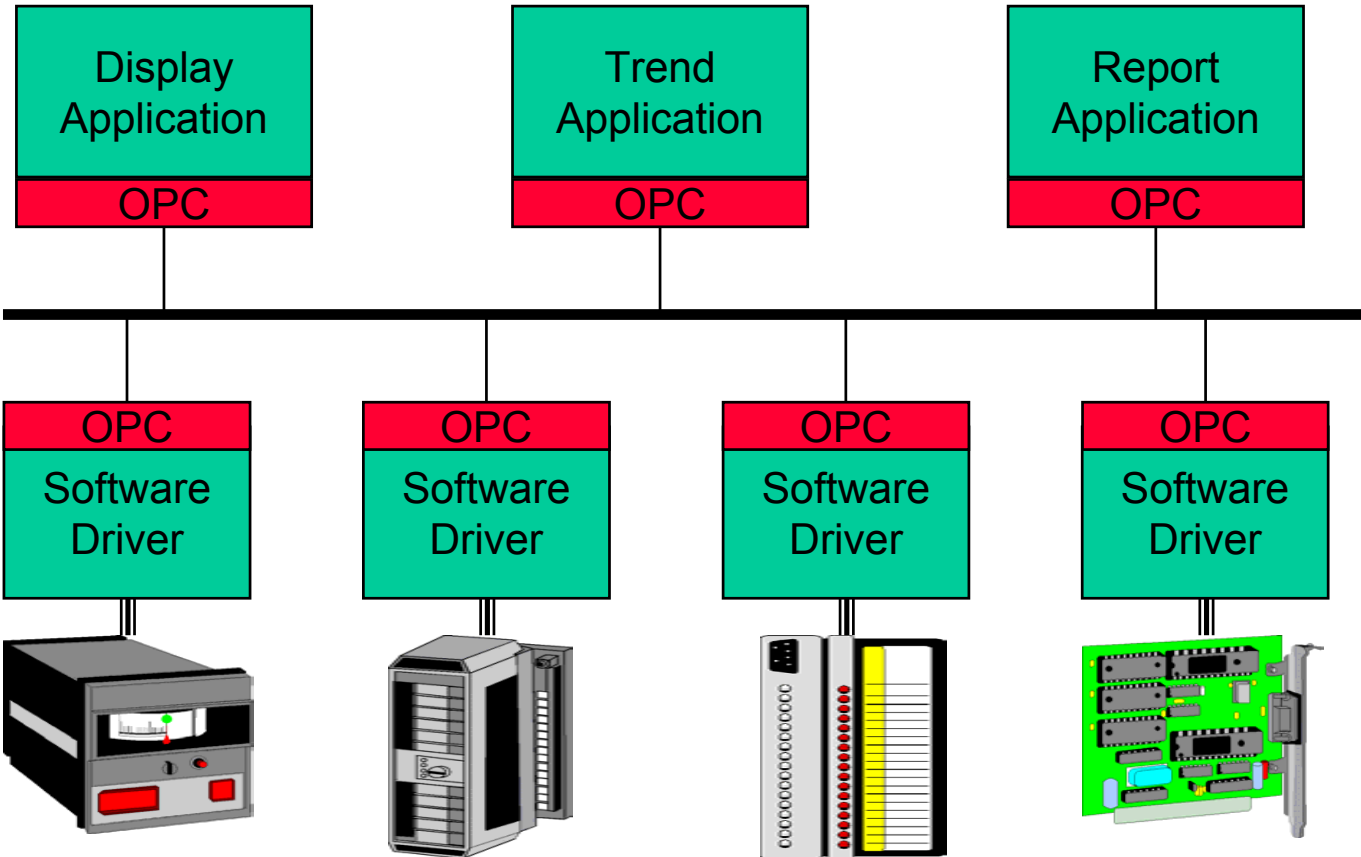 Display
Application
Trend
Application
Report
Application
OPC
OPC
OPC
OPC
OPC
OPC
OPC
Software
Driver
Software
Driver
Software
Driver
Software
Driver